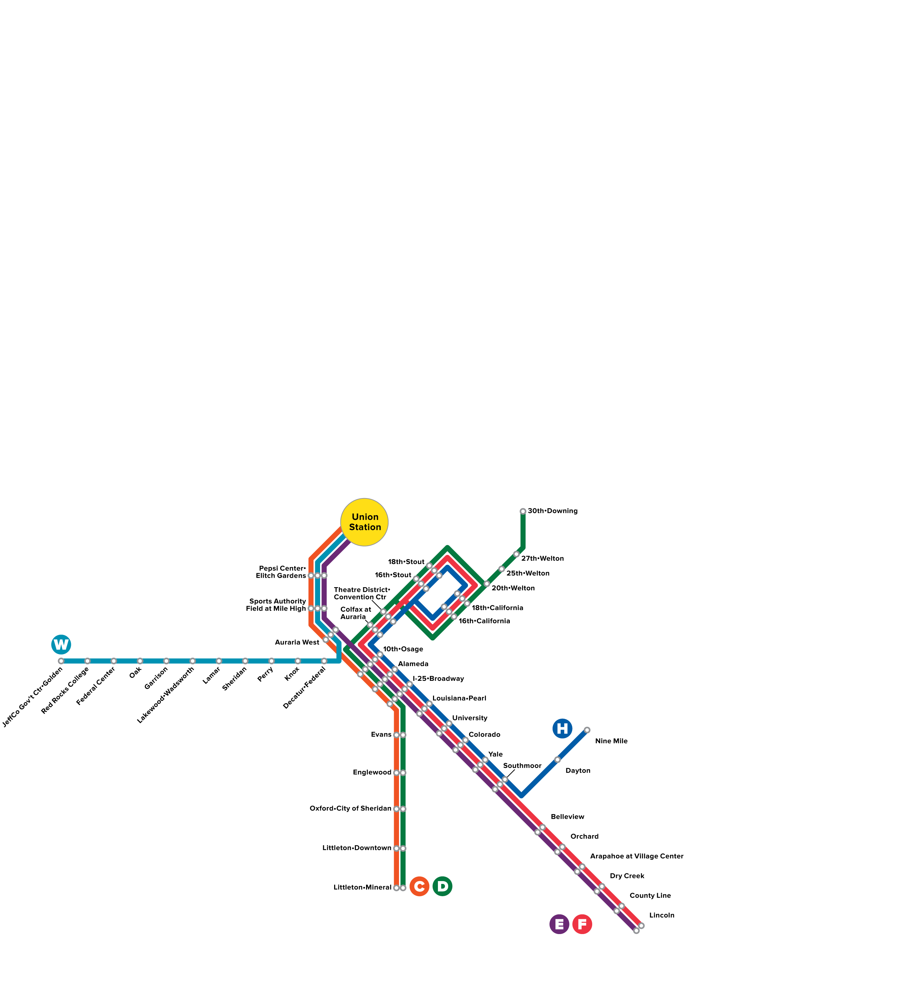 Union
Station
30th•Downing
27th•Welton
25th•Welton
20th•Welton
18th•Stout
16th•Stout
Theatre District•
Convention Ctr
Colfax at
Auraria
18th•California
16th•California
Pepsi Center•
Elitch Gardens
Sports Authority
Field at Mile High
Auraria West
W
JeffCo Gov't Ctr•Golden
Red Rocks College
Federal Center
Oak
Garrison
Lakewood•Wadsworth
Lamar
Sheridan
Perry
Knox
Decatur•Federal
10th•Osage
Alameda
I-25•Broadway
Louisiana•Pearl
University
Colorado
Yale
Southmoor
H
Nine Mile
Dayton
Evans
Englewood
Oxford•City of Sheridan
Littleton•Downtown
Littleton•Mineral
C
D
Belleview
Orchard
Arapahoe at Village Center
Dry Creek
County Line
Lincoln
E
F